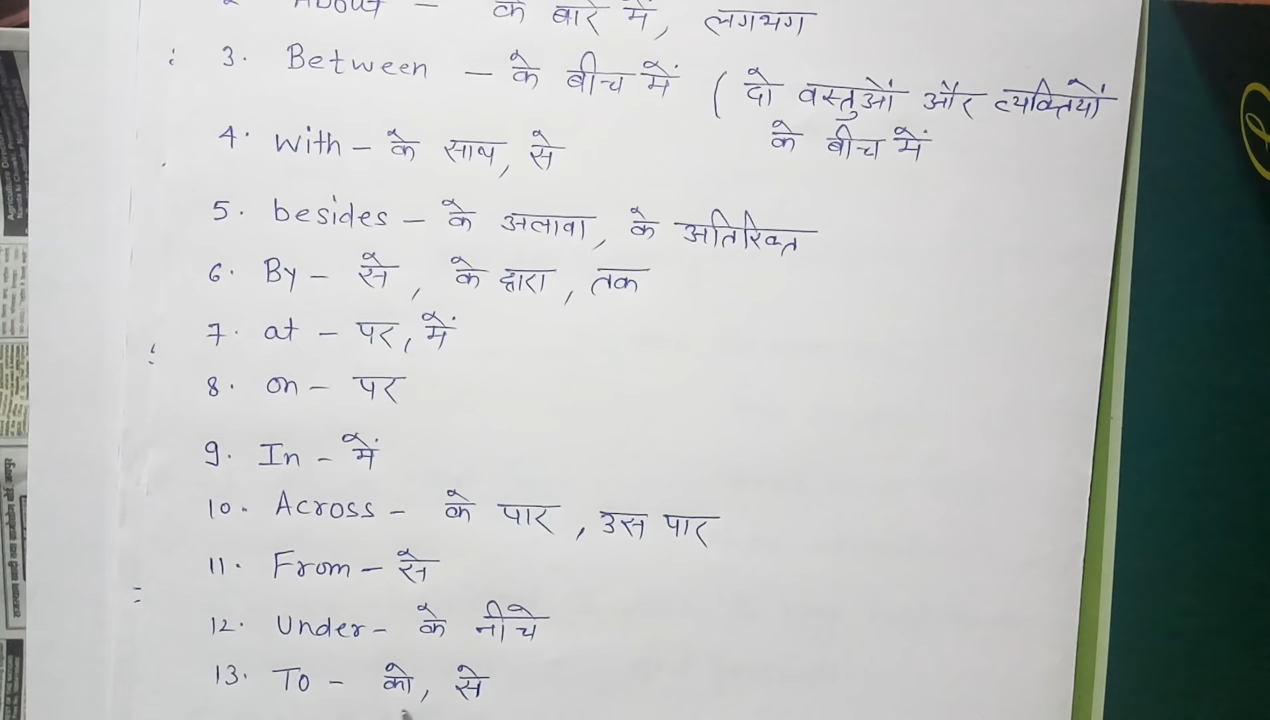 About - के बारे में, लगभग
3. Between - के बीच में ( दो वस्तुओं और व्यक्तियों
के बीच में
4. with - के साथ, से
5. besides - के अलावा, के अतिरिक्त
6. By - से, के द्वारा, तक
7. at - पर, में
8. on - पर
9. In - में
10. Across - के पार, उस पार
11. From - से
12. Under - के नीचे
13. To - को, से